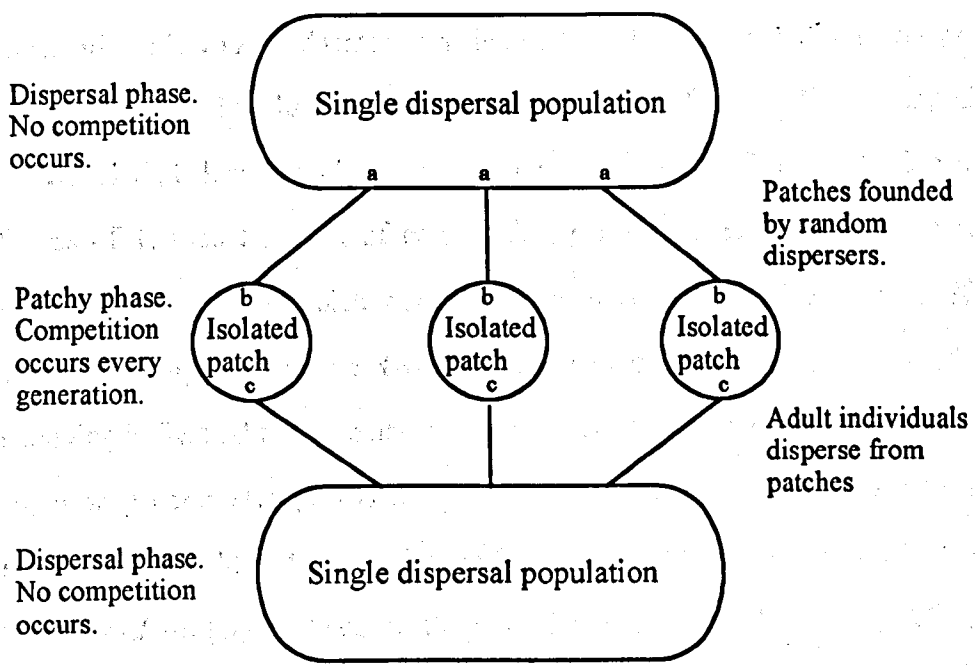 Dispersal phase.
No competition
occurs.
Single dispersal population
a a a
Patches founded
by random
dispersers.
Patchy phase.
Competition
occurs every
generation.
b
Isolated
patch
c
b
Isolated
patch
c
b
Isolated
patch
c
Adult individuals
disperse from
patches
Dispersal phase.
No competition
occurs.
Single dispersal population